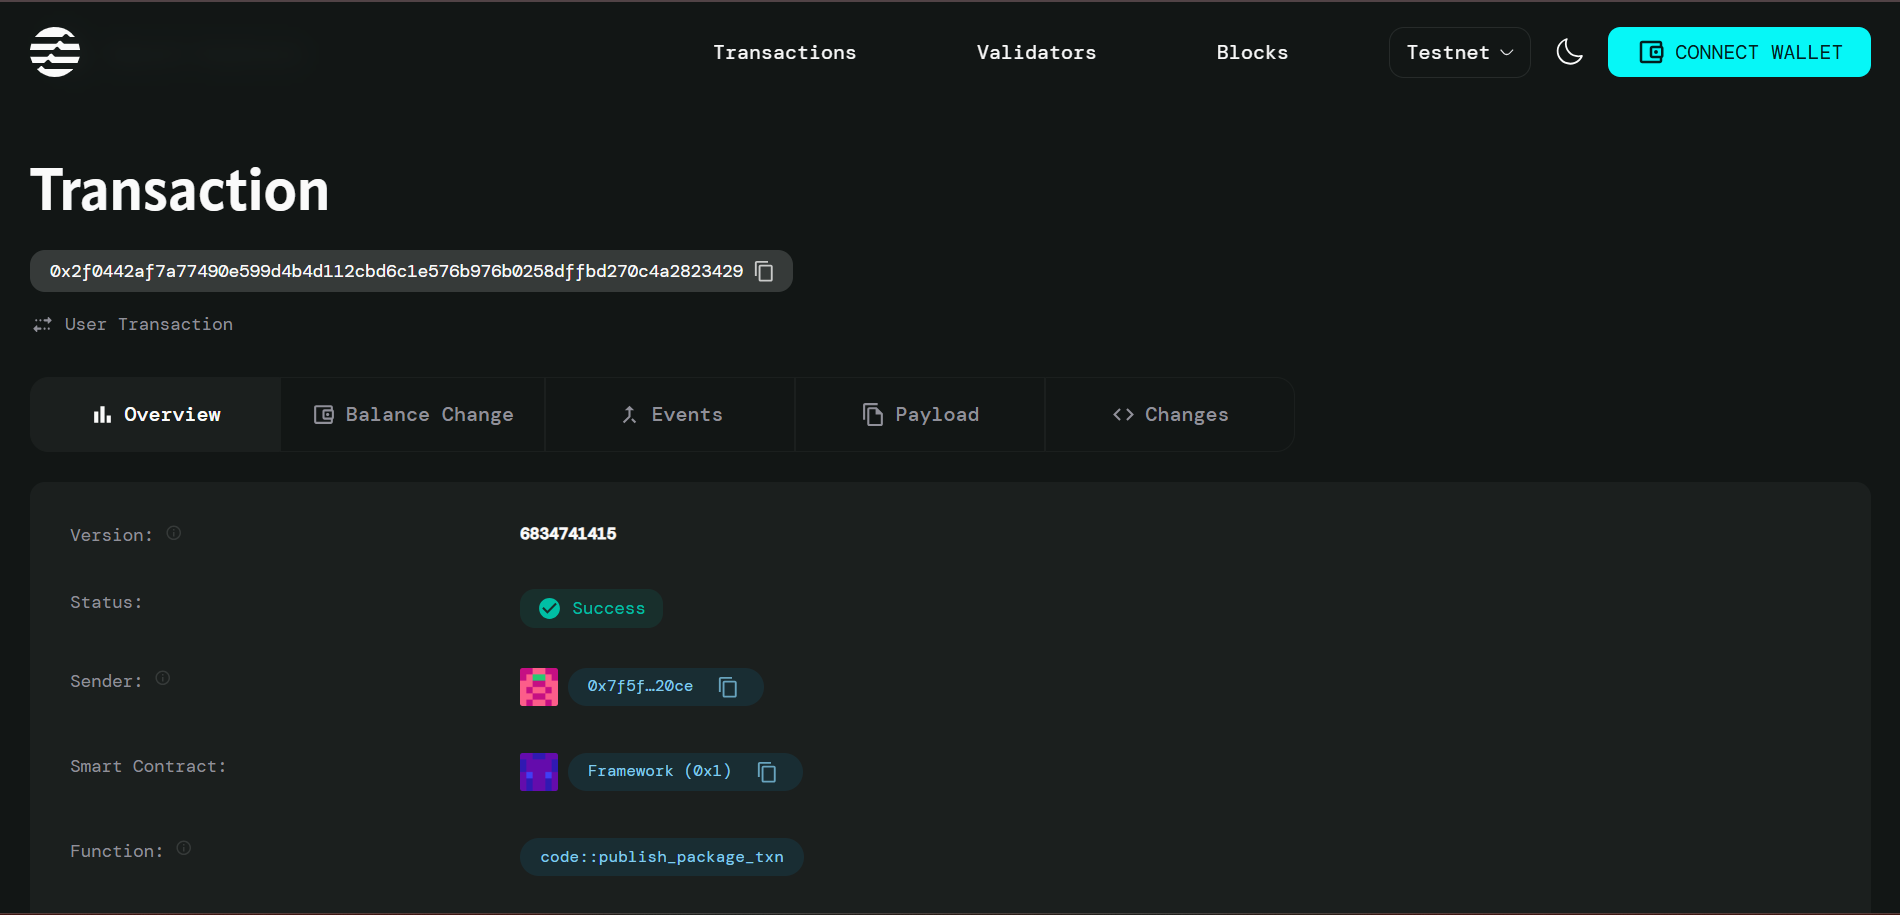 Transactions Validators Blocks Testnet CONNECT WALLET
Transaction
0x2f0442af7a77490e599d4b4d112cbd6c1e576b976b0258dffbd270c4a2823429
User Transaction
Overview Balance Change Events Payload Changes
Version: 6834741415
Status: Success
Sender: 0x7f5f…20ce
Smart Contract: Framework (0x1)
Function: code::publish_package_txn